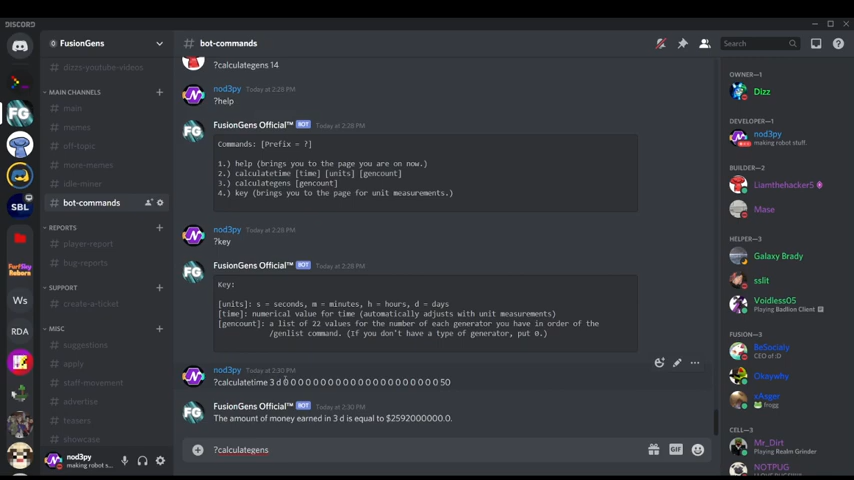 DISCORD
FusionGens
# dizzs-youtube-videos
MAIN CHANNELS
# main
# memes
# off-topic
# more-memes
# idle-miner
# bot-commands
REPORTS
# player-report
# bug-reports
SUPPORT
# create-a-ticket
MISC
# suggestions
# apply
# staff-movement
# advertise
# teasers
# showcase
nod3py
making robot s...
FG
SBL
Ws
RDA
# bot-commands
Search
?calculategens 14
nod3py Today at 2:28 PM
?help
FusionGens Official™ BOT Today at 2:28 PM
Commands: [Prefix = ?]
1.) help (brings you to the page you are on now.)
2.) calculatetime [time] [units] [gencount]
3.) calculategens [gencount]
4.) key (brings you to the page for unit measurements.)
nod3py Today at 2:28 PM
?key
FusionGens Official™ BOT Today at 2:28 PM
Key:
[units]: s = seconds, m = minutes, h = hours, d = days
[time]: numerical value for time (automatically adjusts with unit measurements)
[gencount]: a list of 22 values for the number of each generator you have in order of the
/genlist command. (If you don't have a type of generator, put 0.)
nod3py Today at 2:30 PM
?calculatetime 3 d 0 0 0 0 0 0 0 0 0 0 0 0 0 0 0 0 0 0 0 0 0 50
FusionGens Official™ BOT Today at 2:30 PM
The amount of money earned in 3 d is equal to $2592000000.0.
?calculategens
GIF
OWNER—1
Dizz
DEVELOPER—1
nod3py
making robot stuff.
BUILDER—2
Liamthehacker5
Mase
HELPER—3
Galaxy Brady
sslit
Voidless05
Playing Badlion Client
FUSION—3
BeSocialy
CEO of :D
Okaywhy
xAsger
frogg
CELL—3
Mr_Dirt
Playing Realm Grinder
NOTPUG